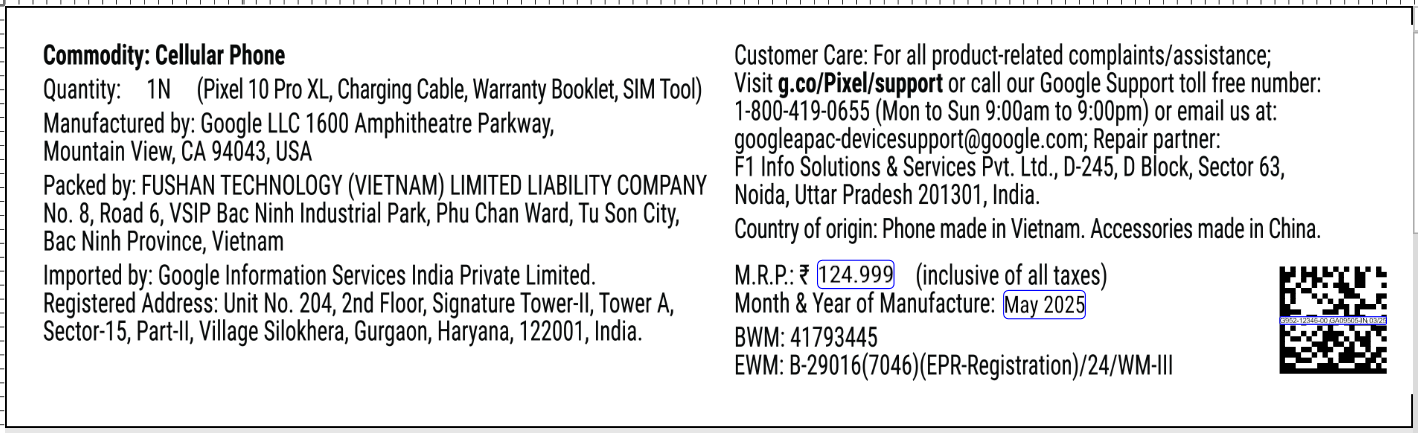 Commodity: Cellular Phone
Quantity: 1N (Pixel 10 Pro XL, Charging Cable, Warranty Booklet, SIM Tool)
Manufactured by: Google LLC 1600 Amphitheatre Parkway,
Mountain View, CA 94043, USA
Packed by: FUSHAN TECHNOLOGY (VIETNAM) LIMITED LIABILITY COMPANY
No. 8, Road 6, VSIP Bac Ninh Industrial Park, Phu Chan Ward, Tu Son City,
Bac Ninh Province, Vietnam
Imported by: Google Information Services India Private Limited.
Registered Address: Unit No. 204, 2nd Floor, Signature Tower-II, Tower A,
Sector-15, Part-II, Village Silokhera, Gurgaon, Haryana, 122001, India.
Customer Care: For all product-related complaints/assistance;
Visit g.co/Pixel/support or call our Google Support toll free number:
1-800-419-0655 (Mon to Sun 9:00am to 9:00pm) or email us at:
googleapac-devicesupport@google.com; Repair partner:
F1 Info Solutions & Services Pvt. Ltd., D-245, D Block, Sector 63,
Noida, Uttar Pradesh 201301, India.
Country of origin: Phone made in Vietnam. Accessories made in China.
M.R.P.: ₹ 124.999 (inclusive of all taxes)
Month & Year of Manufacture: May 2025
BWM: 41793445
EWM: B-29016(7046)(EPR-Registration)/24/WM-III